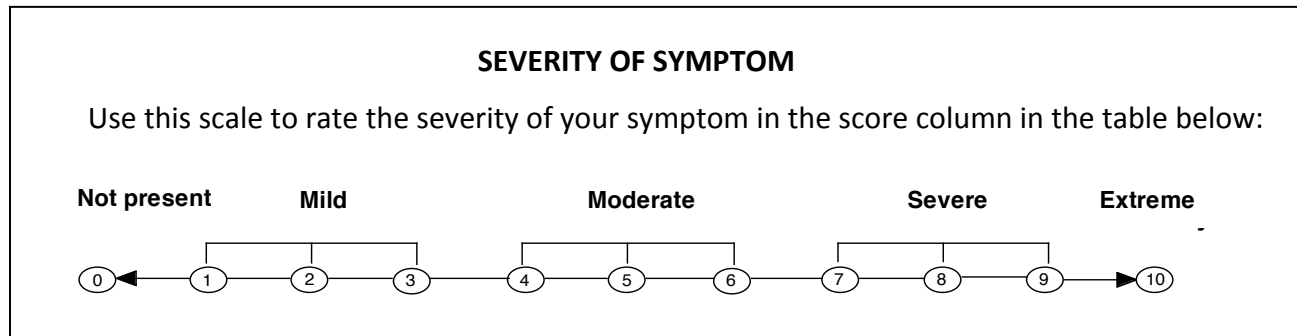 SEVERITY OF SYMPTOM
Use this scale to rate the severity of your symptom in the score column in the table below:
Not present Mild Moderate Severe Extreme
0 1 2 3 4 5 6 7 8 9 10